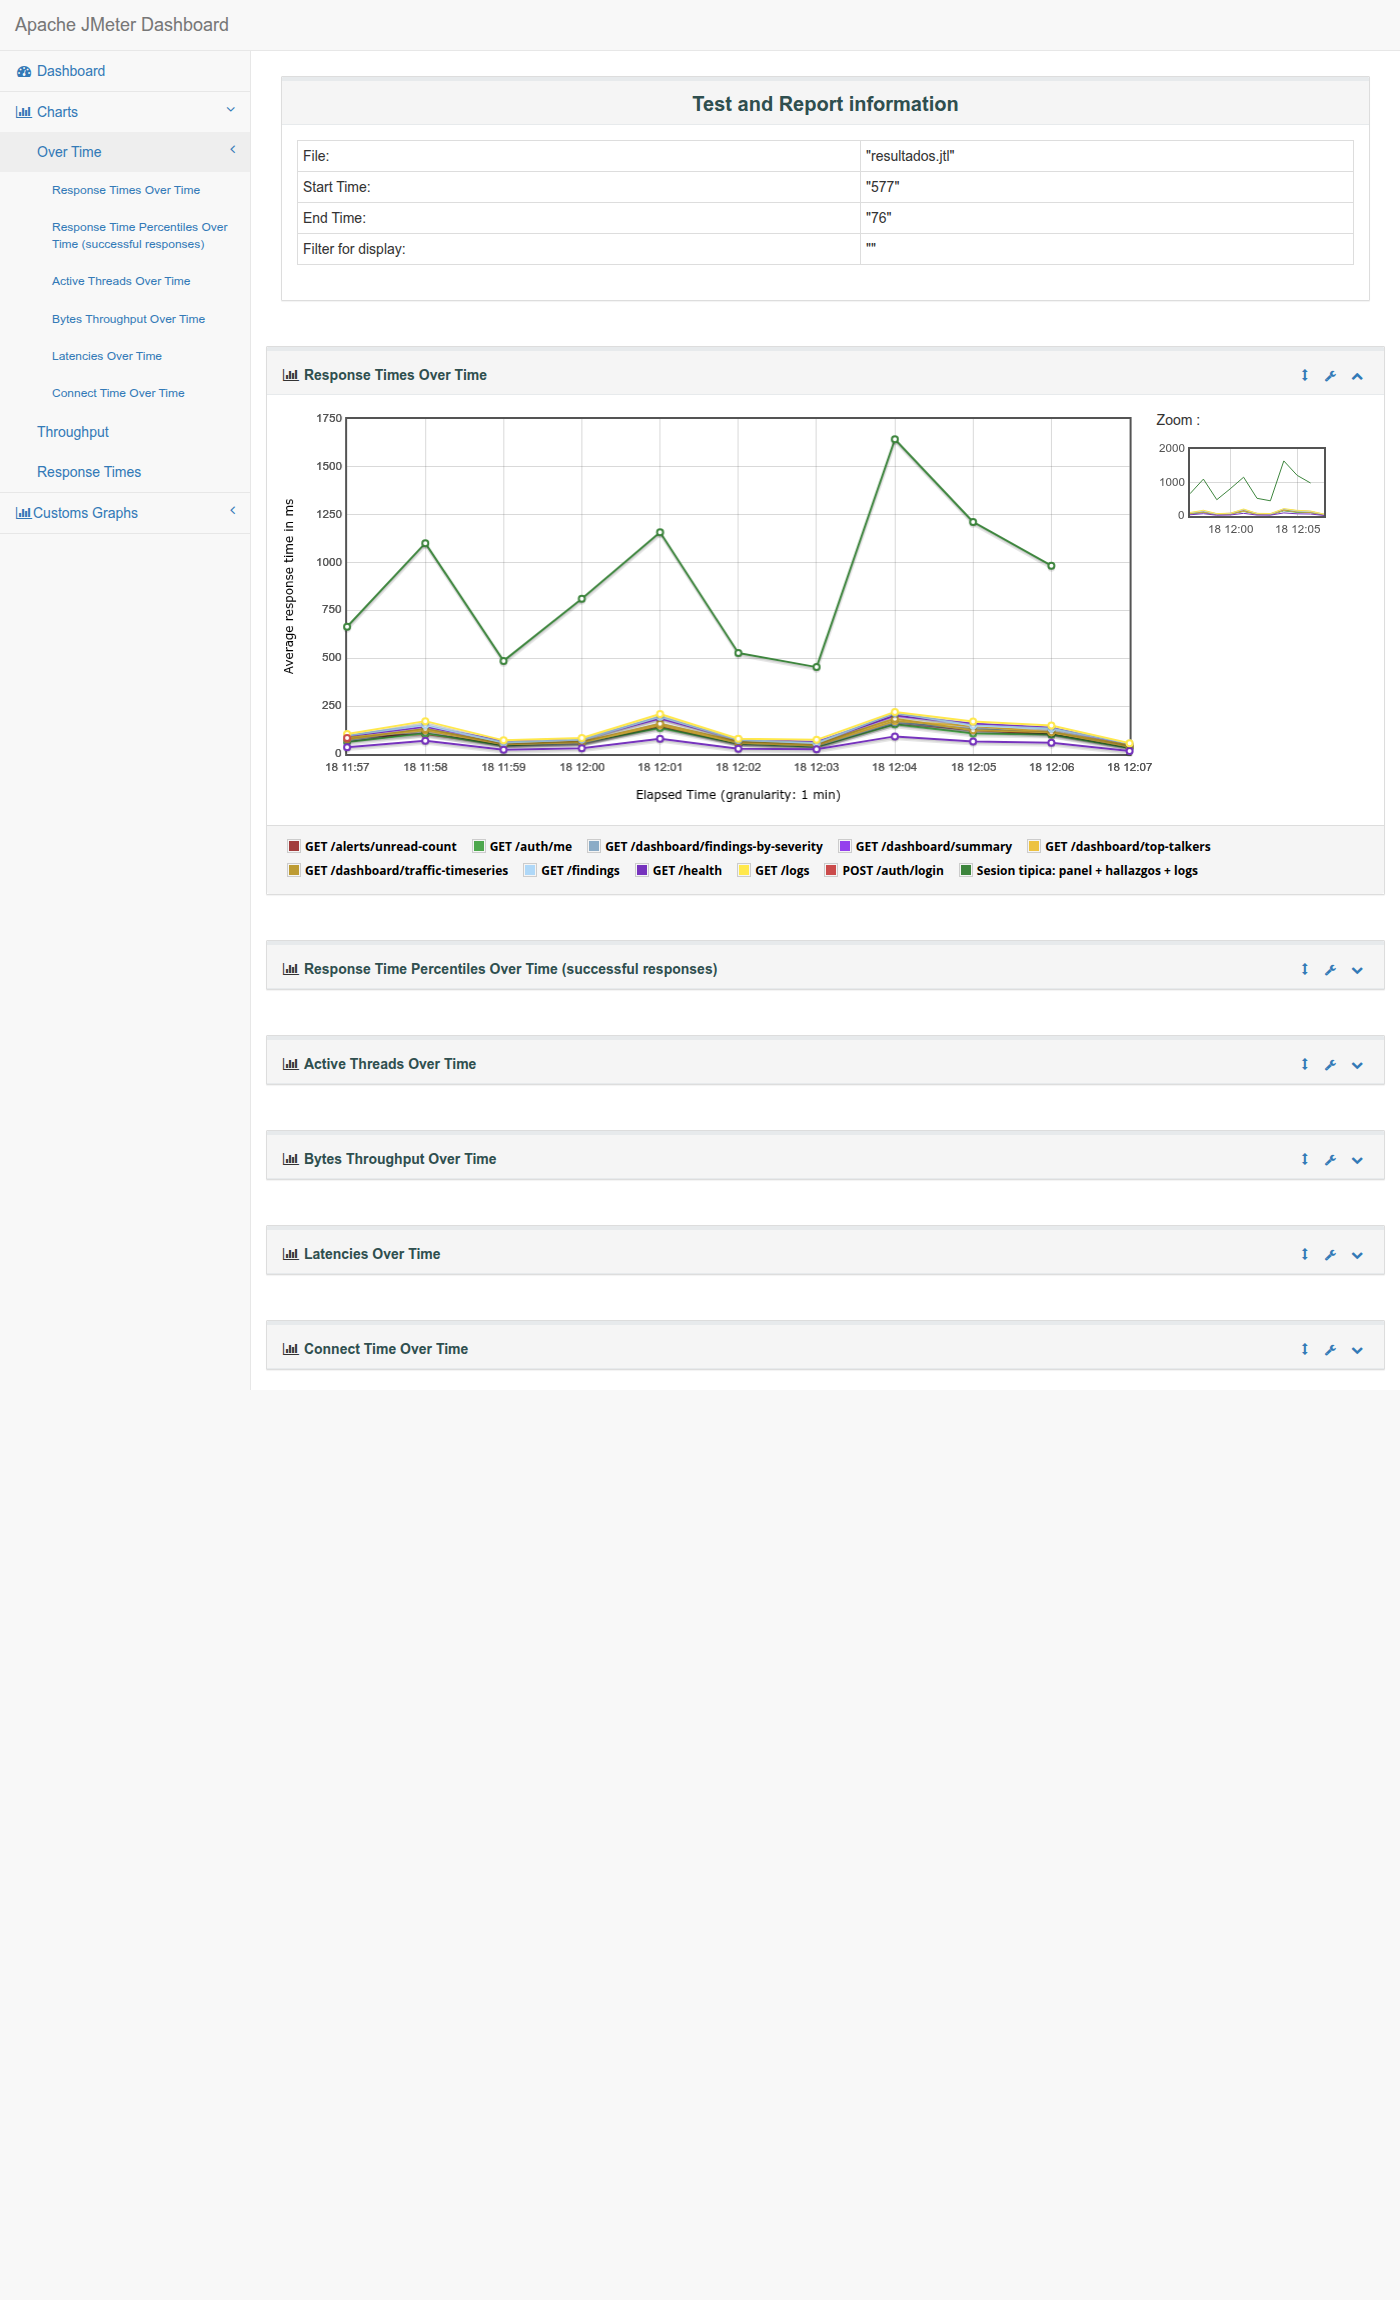 Apache JMeter Dashboard
Dashboard
Charts
Over Time
Response Times Over Time
Response Time Percentiles Over
Time (successful responses)
Active Threads Over Time
Bytes Throughput Over Time
Latencies Over Time
Connect Time Over Time
Throughput
Response Times
Customs Graphs
Test and Report information
File: "resultados.jtl"
Start Time: "577"
End Time: "76"
Filter for display: ""
Response Times Over Time
Average response time in ms
1750
1500
1250
1000
750
500
250
0
18 11:57 18 11:58 18 11:59 18 12:00 18 12:01 18 12:02 18 12:03 18 12:04 18 12:05 18 12:06 18 12:07
Elapsed Time (granularity: 1 min)
Zoom :
2000
1000
0
18 12:00 18 12:05
GET /alerts/unread-count GET /auth/me GET /dashboard/findings-by-severity GET /dashboard/summary GET /dashboard/top-talkers
GET /dashboard/traffic-timeseries GET /findings GET /health GET /logs POST /auth/login Sesion tipica: panel + hallazgos + logs
Response Time Percentiles Over Time (successful responses)
Active Threads Over Time
Bytes Throughput Over Time
Latencies Over Time
Connect Time Over Time